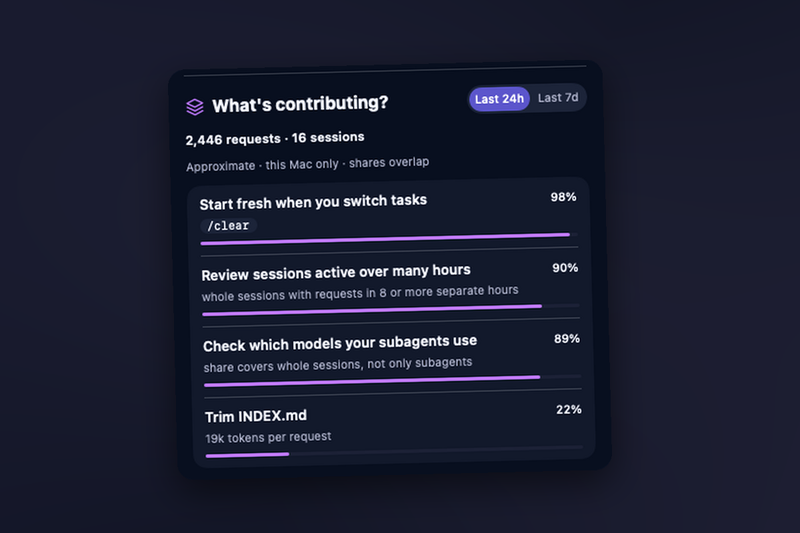 What's contributing?
Last 24h
Last 7d
2,446 requests · 16 sessions
Approximate · this Mac only · shares overlap
Start fresh when you switch tasks
98%
/clear
Review sessions active over many hours
90%
whole sessions with requests in 8 or more separate hours
Check which models your subagents use
89%
share covers whole sessions, not only subagents
Trim INDEX.md
22%
19k tokens per request